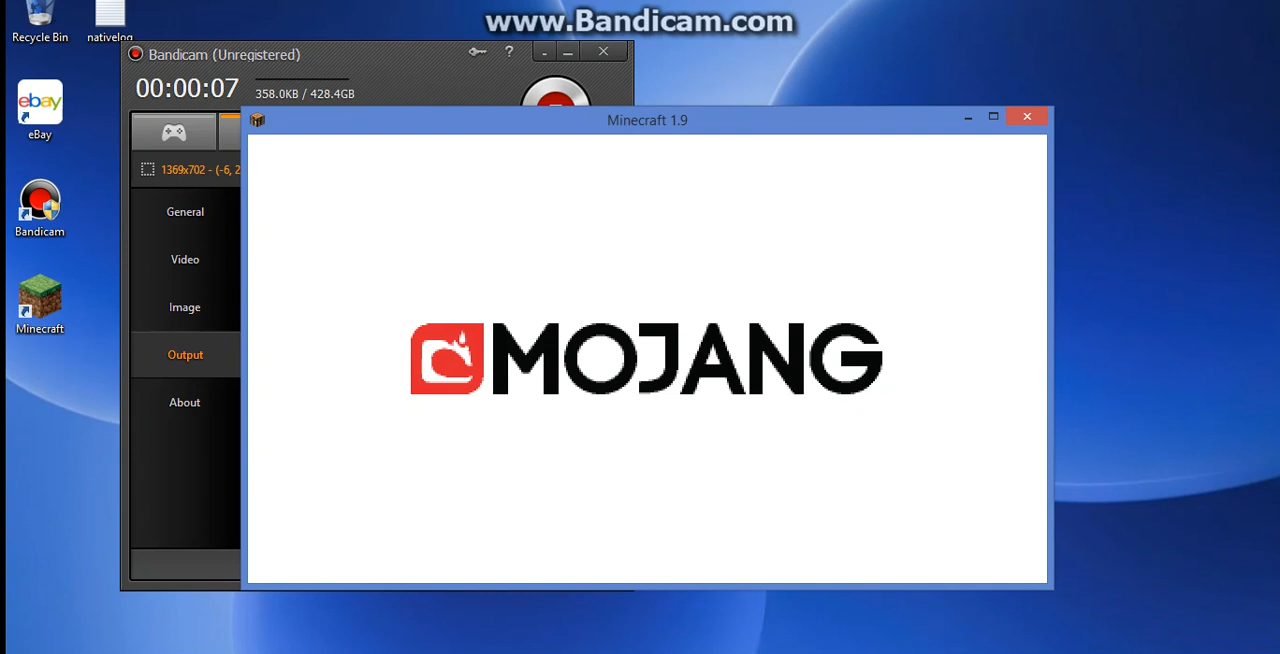 www.Bandicam.com
Recycle Bin
nativelog
Bandicam (Unregistered)
?
00:00:07
358.0KB / 428.4GB
Minecraft 1.9
ebay
eBay
1369x702 - (-6, 2
General
Bandicam
Video
Image
Minecraft
MOJANG
Output
About